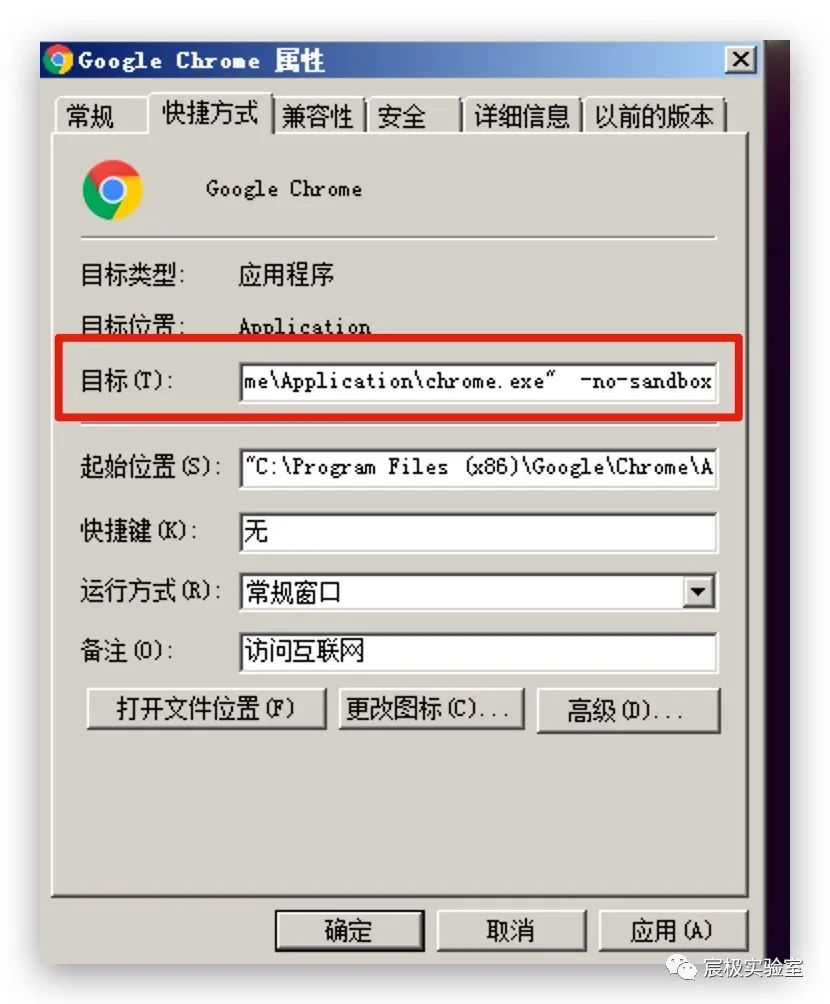 Google Chrome 属性
常规 快捷方式 兼容性 安全 详细信息 以前的版本
Google Chrome
目标类型: 应用程序
目标位置: Application
目标(T): me\Application\chrome.exe" -no-sandbox
起始位置(S): "C:\Program Files (x86)\Google\Chrome\A
快捷键(K): 无
运行方式(R): 常规窗口
备注(O): 访问互联网
打开文件位置(F) 更改图标(C)... 高级(D)...
确定 取消 应用(A)
宸极实验室